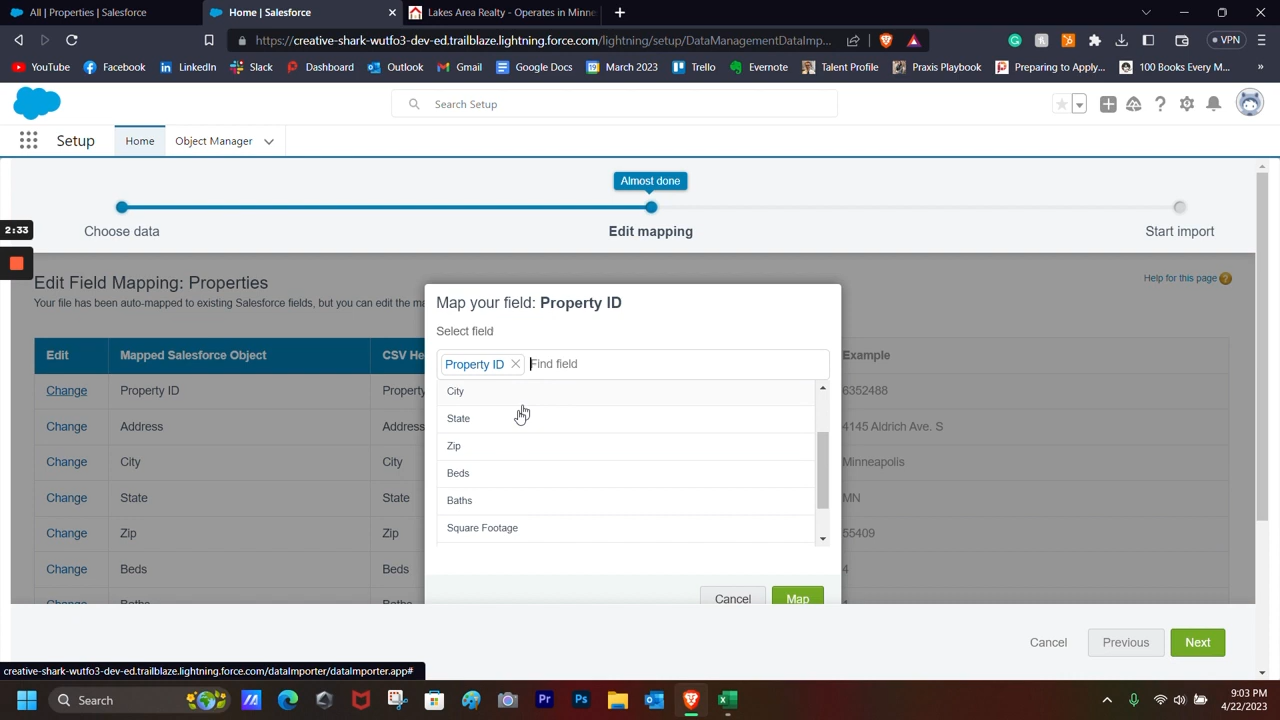 All | Properties | Salesforce
Home | Salesforce
Lakes Area Realty - Operates in Minne
https://creative-shark-wutfo3-dev-ed.trailblaze.lightning.force.com/lightning/setup/DataManagementDataImp...
VPN
YouTube
Facebook
LinkedIn
Slack
Dashboard
Outlook
Gmail
Google Docs
March 2023
Trello
Evernote
Talent Profile
Praxis Playbook
Preparing to Apply...
100 Books Every M...
Search Setup
Setup
Home
Object Manager
Almost done
2:33
Choose data
Edit mapping
Start import
Edit Field Mapping: Properties
Help for this page
Your file has been auto-mapped to existing Salesforce fields, but you can edit the ma
Map your field: Property ID
Select field
Edit
Mapped Salesforce Object
CSV He
Example
Property ID
Find field
Change
Property ID
Property
City
6352488
State
Change
Address
Address
4145 Aldrich Ave. S
Zip
Change
City
City
Minneapolis
Beds
Change
State
State
MN
Baths
Change
Zip
Zip
Square Footage
55409
Change
Beds
Beds
4
Change
Baths
Baths
Cancel
Map
Cancel
Previous
Next
creative-shark-wutfo3-dev-ed.trailblaze.lightning.force.com/dataImporter/dataImporter.app#
Search
9:03 PM
4/22/2023